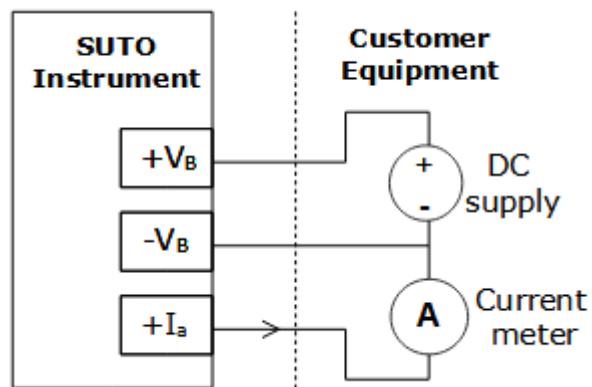 SUTO
Instrument
Customer
Equipment
+VB
-VB
+Ia
+
-
DC
supply
A
Current
meter